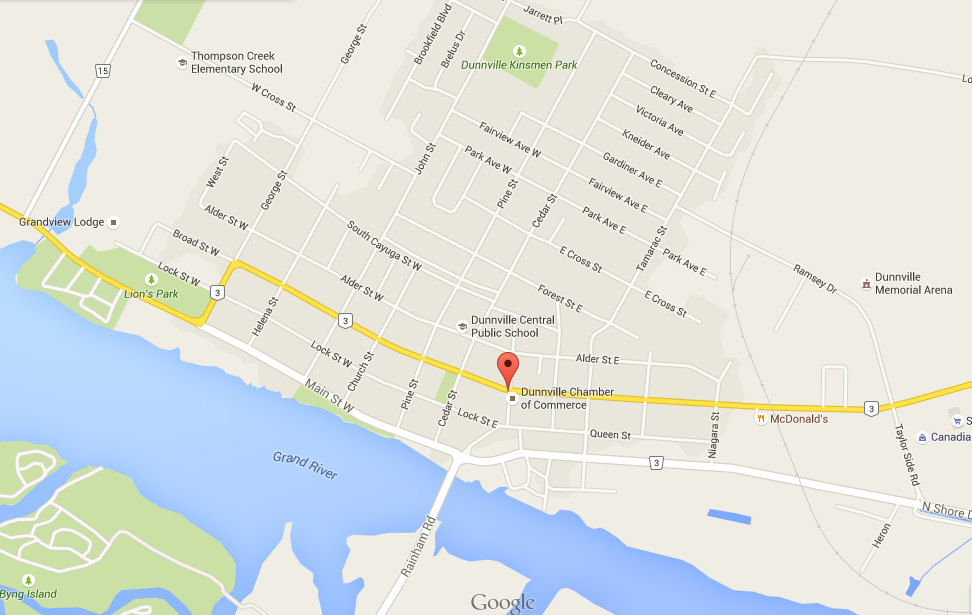 Jarrett Pl
Brookfield Blvd
Brelus Dr
George St
Thompson Creek
Elementary School
Dunnville Kinsmen Park
Concession St E
15
W Cross St
Cleary Ave
Victoria Ave
Kneider Ave
Fairview Ave W
John St
Park Ave W
Gardiner Ave E
West St
George St
Pine St
Fairview Ave E
Cedar St
Park Ave E
Grandview Lodge
Alder St W
South Cayuga St W
Tamarac St
Broad St W
E Cross St
Park Ave E
Ramsey Dr
Dunnville
Memorial Arena
Lock St W
Lion's Park
3
Alder St W
Forest St E
E Cross St
Helena St
3
Dunnville Central
Public School
Lock St W
Church St
Alder St E
Main St W
Pine St
Cedar St
Dunnville Chamber
of Commerce
Lock St E
Queen St
Niagara St
McDonald's
3
S
Canadia
Taylor Side Rd
Grand River
3
N Shore D
Heron
Rainham Rd
Byng Island
Google